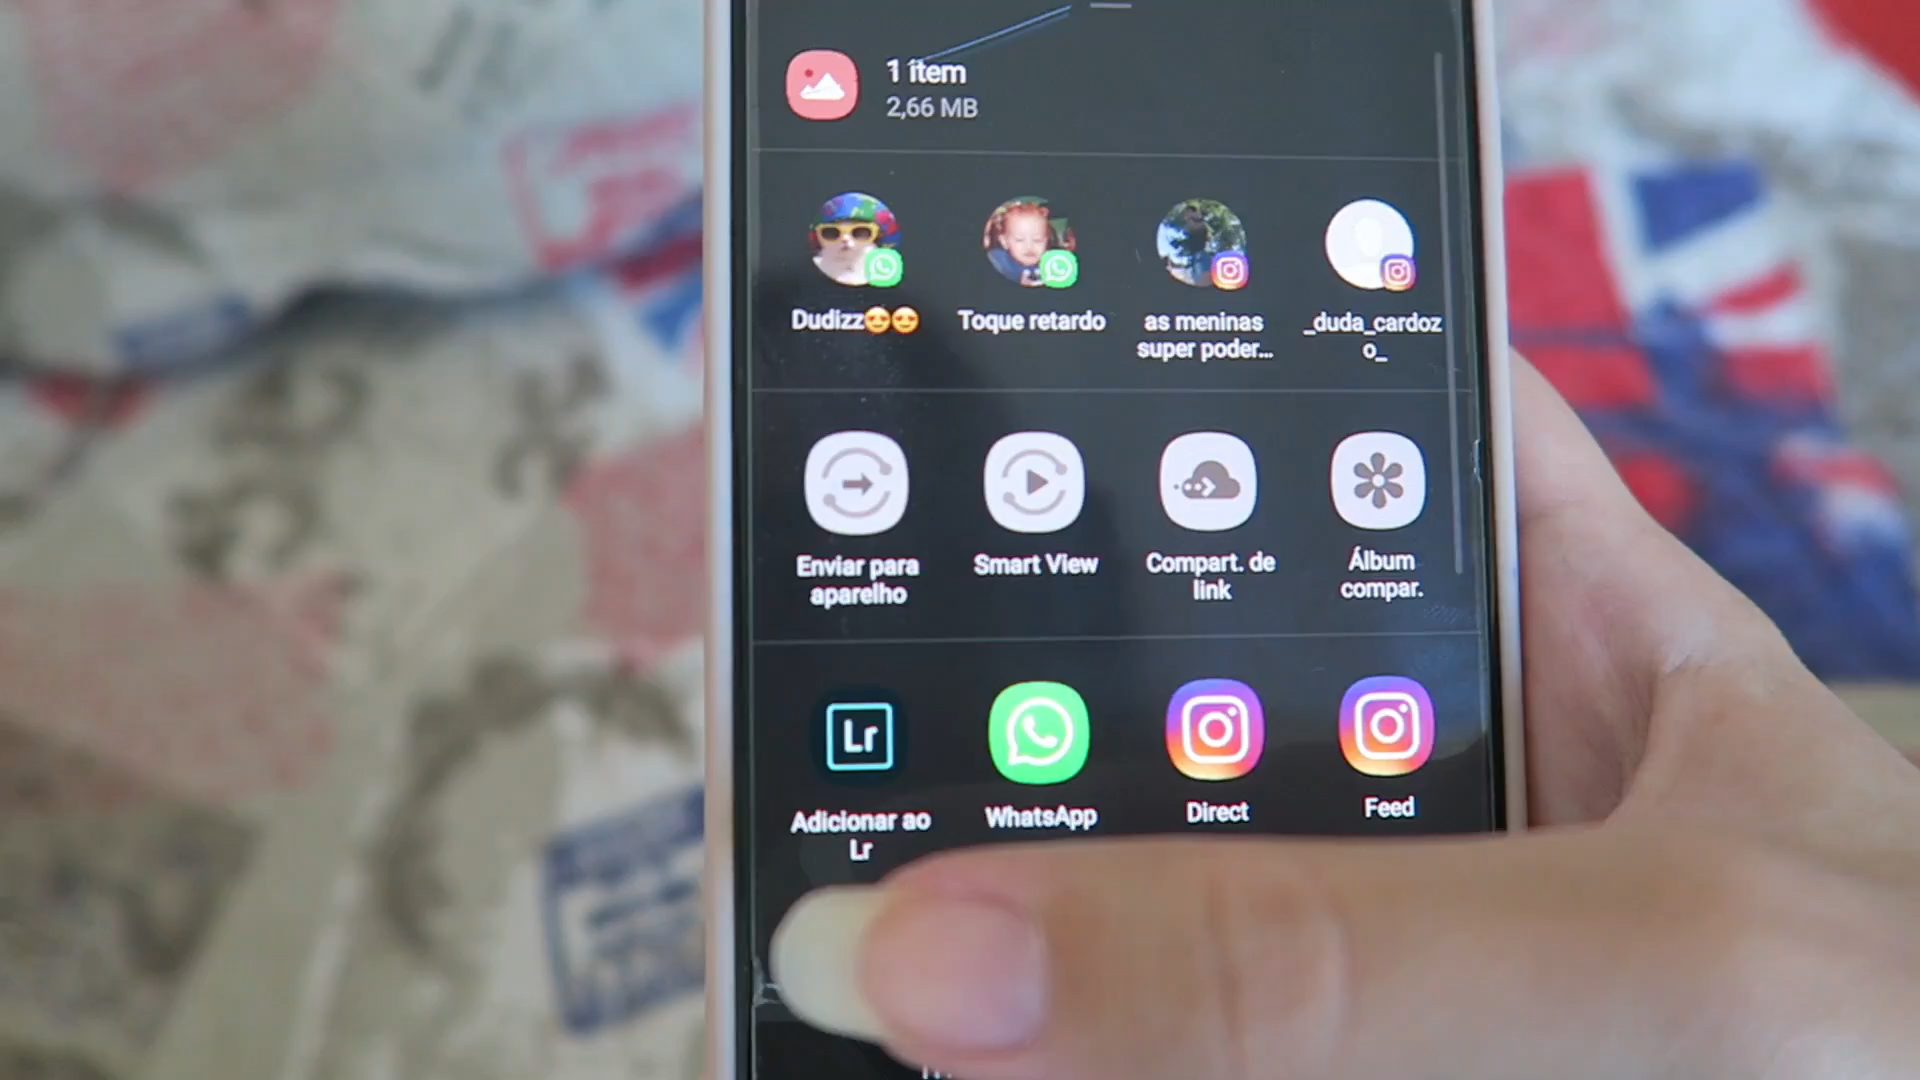 1 item
2,66 MB
Dudizz😍😍
Toque retardo
as meninas
super poder...
_duda_cardoz
o_
Enviar para
aparelho
Smart View
Compart. de
link
Álbum
compar.
Lr
Adicionar ao
Lr
WhatsApp
Direct
Feed